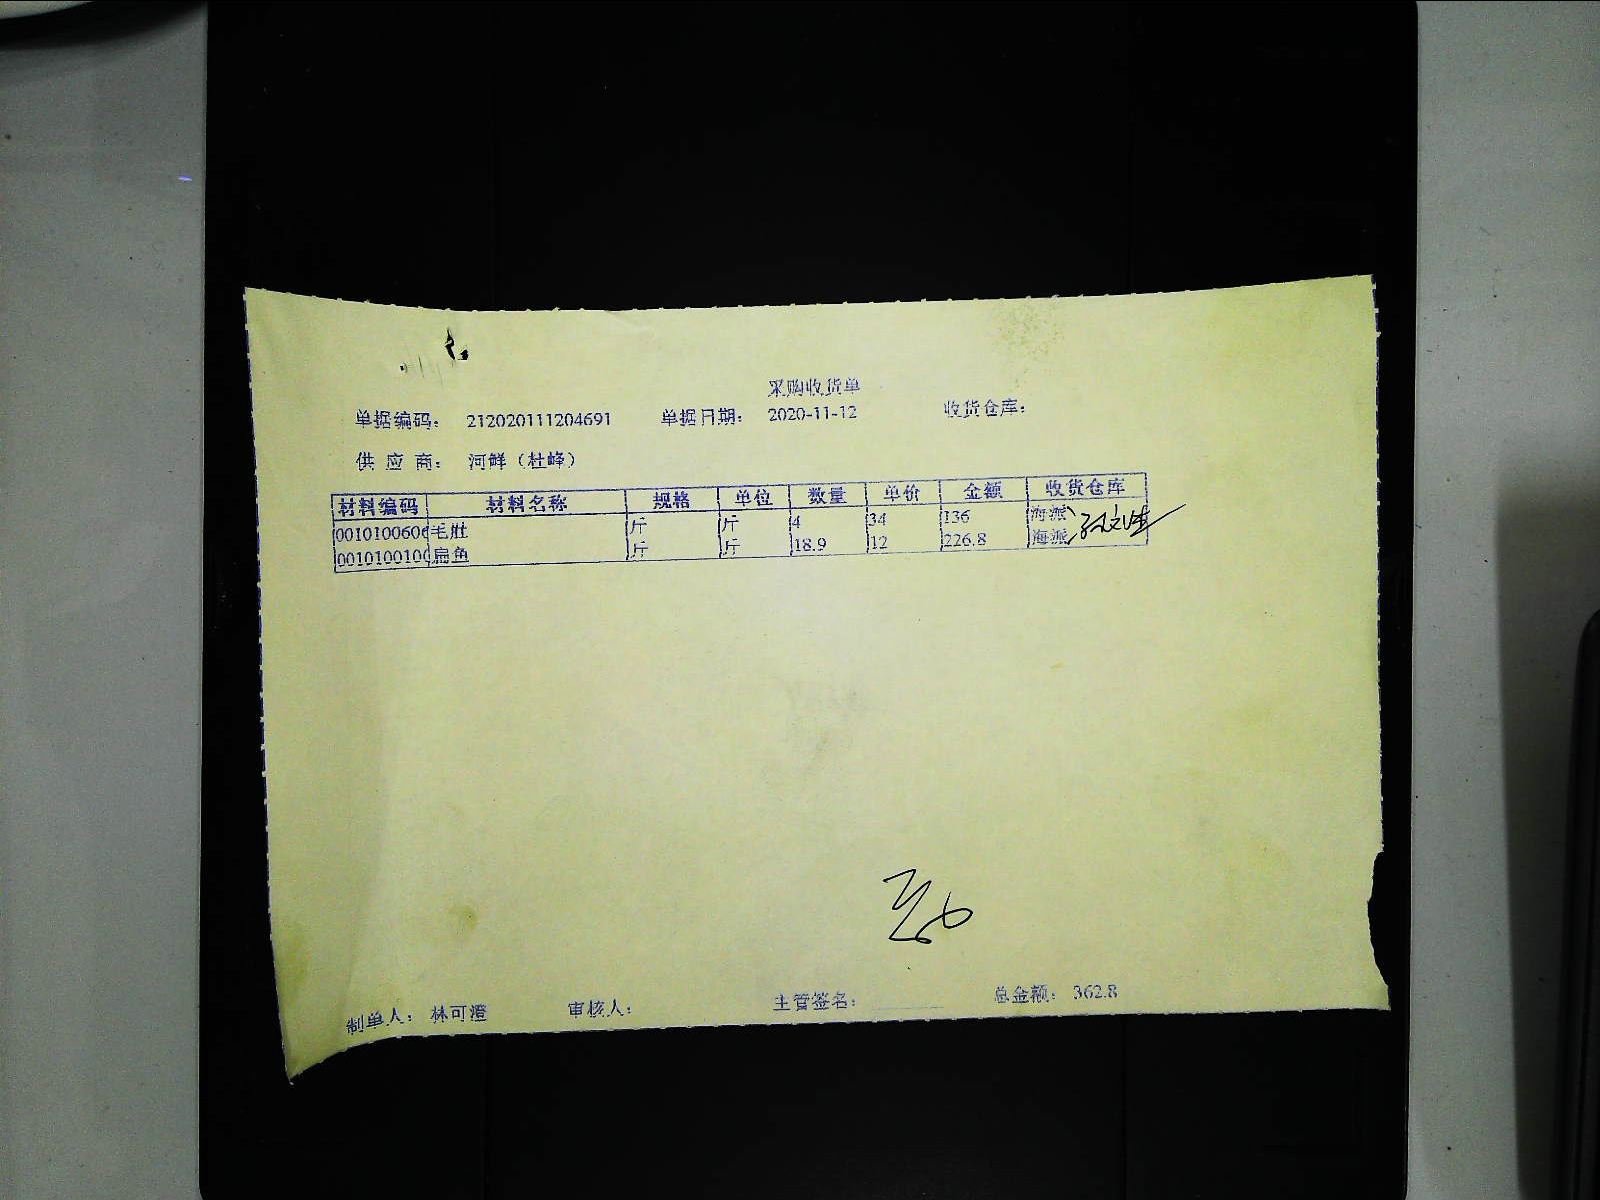 采购收货单
单据编码： 212020111204691 单据日期： 2020-11-12 收货仓库：
供 应 商： 河鲜（杜峰）
材料编码 材料名称 规格 单位 数量 单价 金额 收货仓库
001010060 毛肚 斤 斤 4 34 136 海派
001010010 扁鱼 斤 斤 18.9 12 226.8 海派
制单人： 林可澄 审核人： 主管签名： 总金额： 362.8